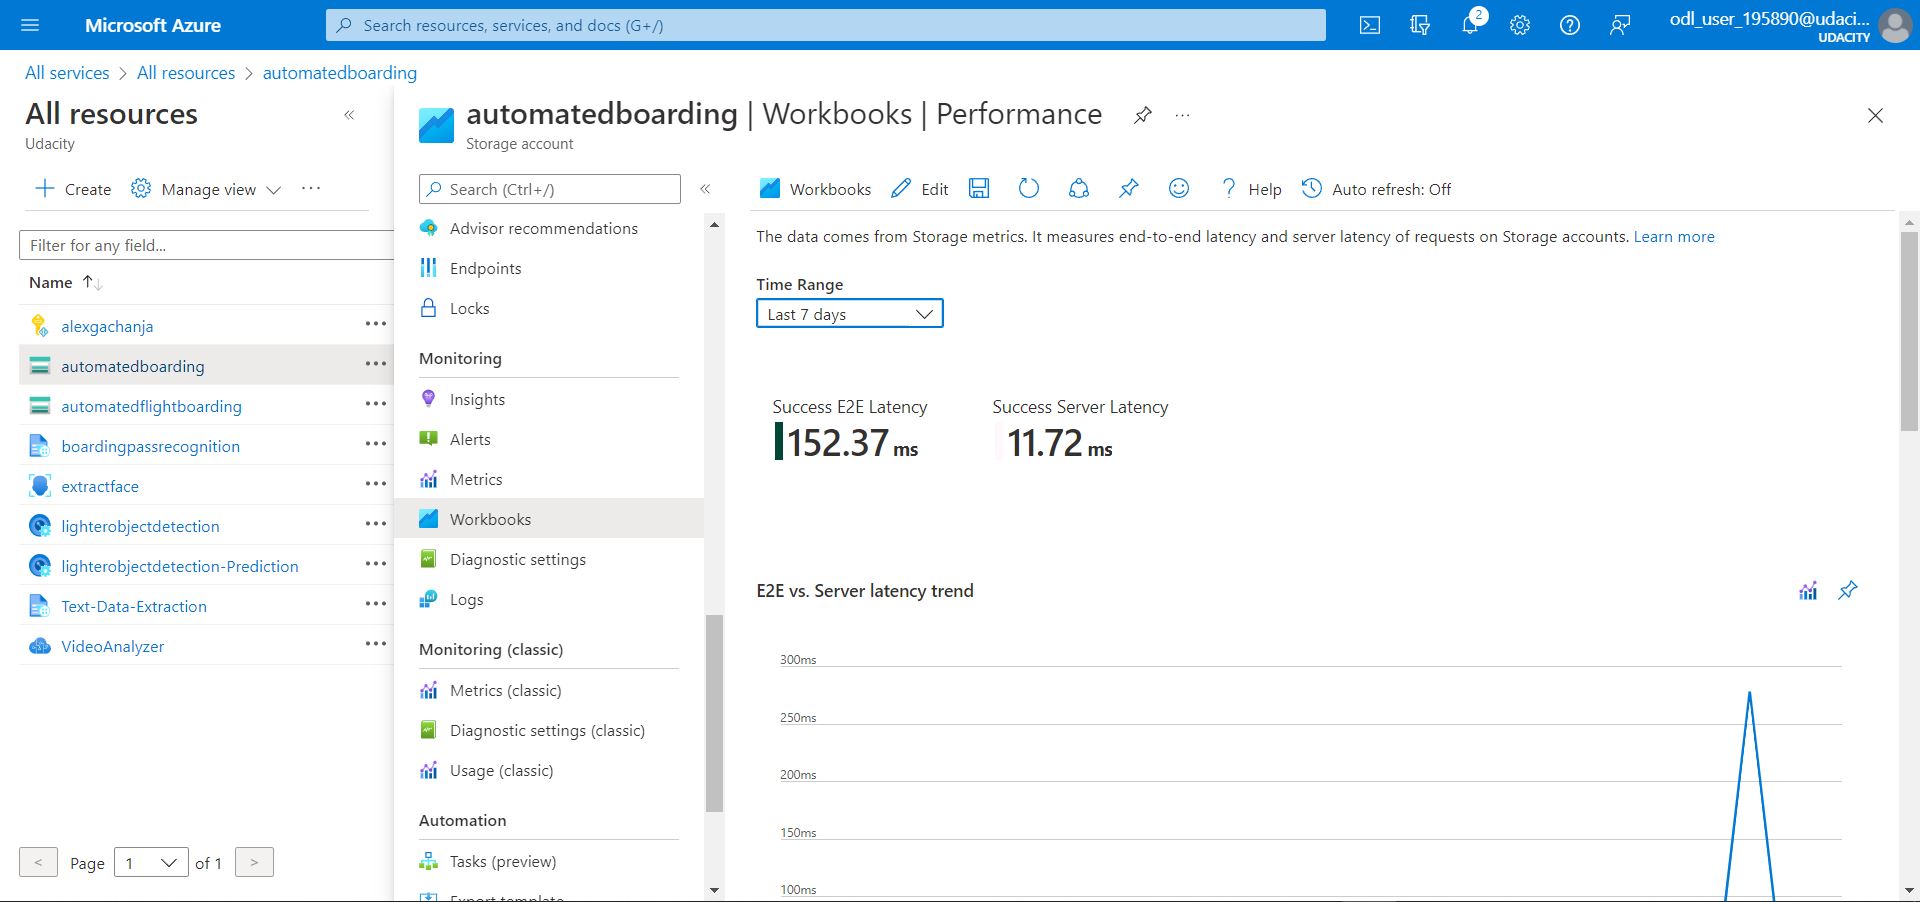 Microsoft Azure
Search resources, services, and docs (G+/)
2
odl_user_195890@udaci...
UDACITY
All services > All resources > automatedboarding
All resources
Udacity
Create
Manage view
Filter for any field...
Name
alexgachanja
automatedboarding
automatedflightboarding
boardingpassrecognition
extractface
lighterobjectdetection
lighterobjectdetection-Prediction
Text-Data-Extraction
VideoAnalyzer
< Page 1 of 1 >
automatedboarding | Workbooks | Performance
Storage account
Search (Ctrl+/)
Advisor recommendations
Endpoints
Locks
Monitoring
Insights
Alerts
Metrics
Workbooks
Diagnostic settings
Logs
Monitoring (classic)
Metrics (classic)
Diagnostic settings (classic)
Usage (classic)
Automation
Tasks (preview)
Export template
Workbooks
Edit
Help
Auto refresh: Off
The data comes from Storage metrics. It measures end-to-end latency and server latency of requests on Storage accounts. Learn more
Time Range
Last 7 days
Success E2E Latency
152.37 ms
Success Server Latency
11.72 ms
E2E vs. Server latency trend
300ms
250ms
200ms
150ms
100ms